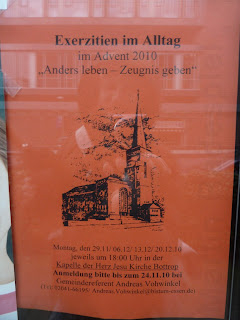 Exerzitien im Alltag
im Advent 2010
„Anders leben – Zeugnis geben“
Montag, den 29.11/ 06.12/ 13.12/ 20.12.10
jeweils um 18:00 Uhr in der
Kapelle der Herz Jesu Kirche Bottrop
Anmeldung bitte bis zum 24.11.10 bei
Gemeindereferent Andreas Vohwinkel